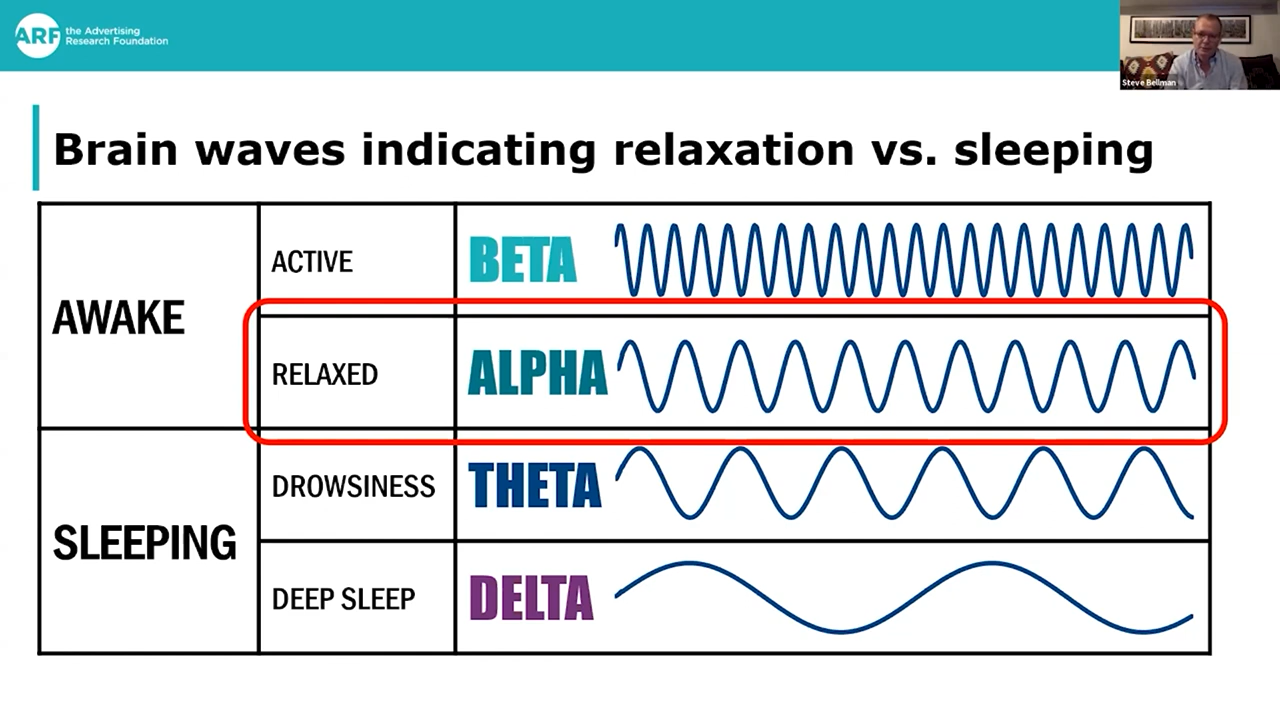 ARF the Advertising
Research Foundation
Steve Bellman
Brain waves indicating relaxation vs. sleeping
AWAKE
ACTIVE
BETA
RELAXED
ALPHA
SLEEPING
DROWSINESS
THETA
DEEP SLEEP
DELTA